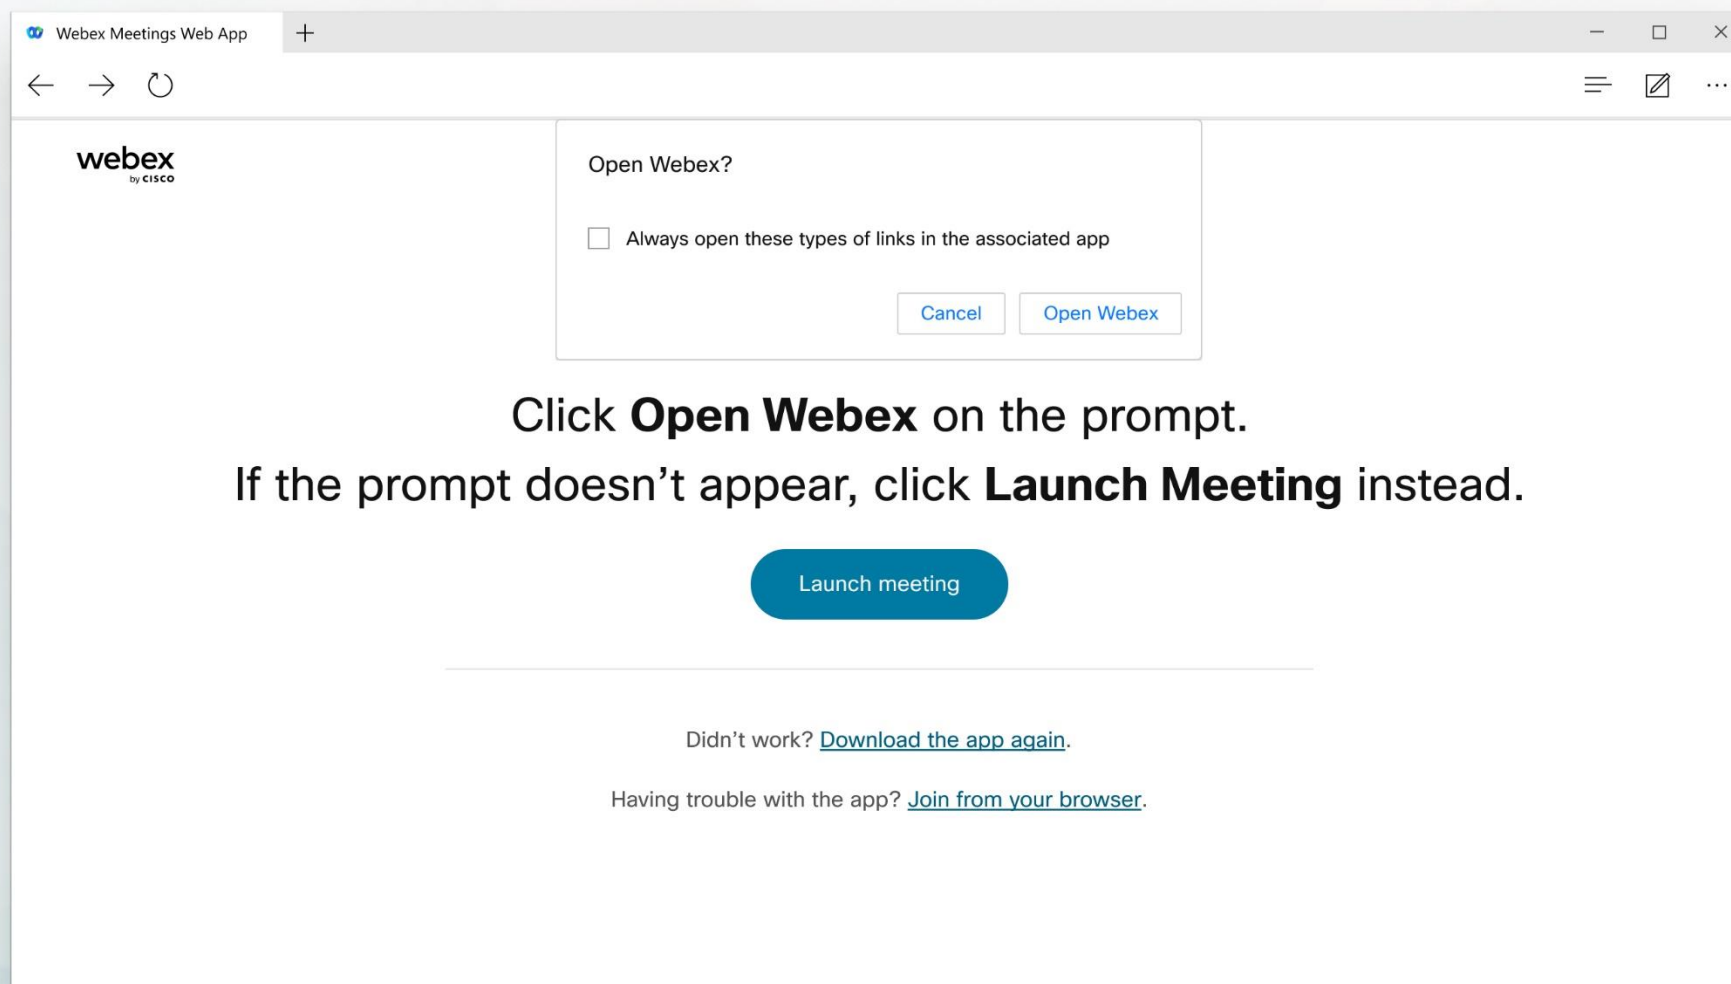 Webex Meetings Web App
webex
by CISCO
Open Webex?
Always open these types of links in the associated app
Cancel
Open Webex
Click Open Webex on the prompt.
If the prompt doesn’t appear, click Launch Meeting instead.
Launch meeting
Didn’t work? Download the app again.
Having trouble with the app? Join from your browser.